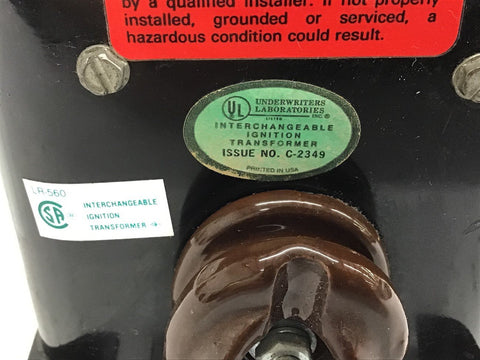 by a qualified installer. If not properly
installed, grounded or serviced, a
hazardous condition could result.
UL
UNDERWRITERS
LABORATORIES
INC.®
LISTED
INTERCHANGEABLE
IGNITION
TRANSFORMER
ISSUE NO. C-2349
PRINTED IN USA
LR-560
SA ®
INTERCHANGEABLE
IGNITION
TRANSFORMER →